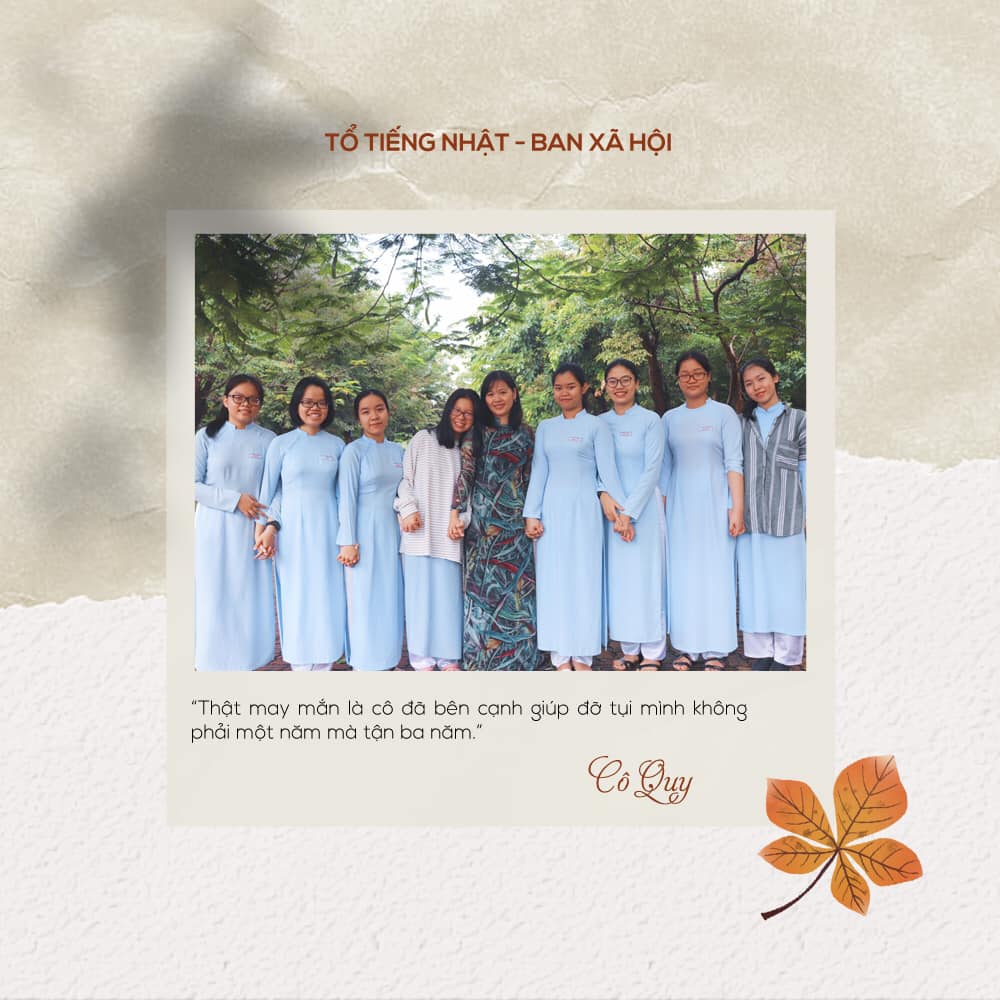 TỔ TIẾNG NHẬT - BAN XÃ HỘI
“Thật may mắn là cô đã bên cạnh giúp đỡ tụi mình không
phải một năm mà tận ba năm.”
Cô Quy